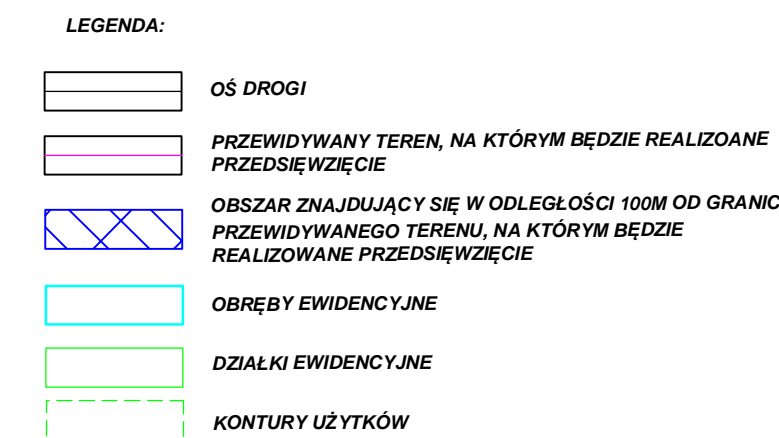 LEGENDA:
OŚ DROGI
PRZEWIDYWANY TEREN, NA KTÓRYM BĘDZIE REALIZOANE
PRZEDSIĘWZIĘCIE
OBSZAR ZNAJDUJĄCY SIĘ W ODLEGŁOŚCI 100M OD GRANIC
PRZEWIDYWANEGO TERENU, NA KTÓRYM BĘDZIE
REALIZOWANE PRZEDSIĘWZIĘCIE
OBRĘBY EWIDENCYJNE
DZIAŁKI EWIDENCYJNE
KONTURY UŻYTKÓW